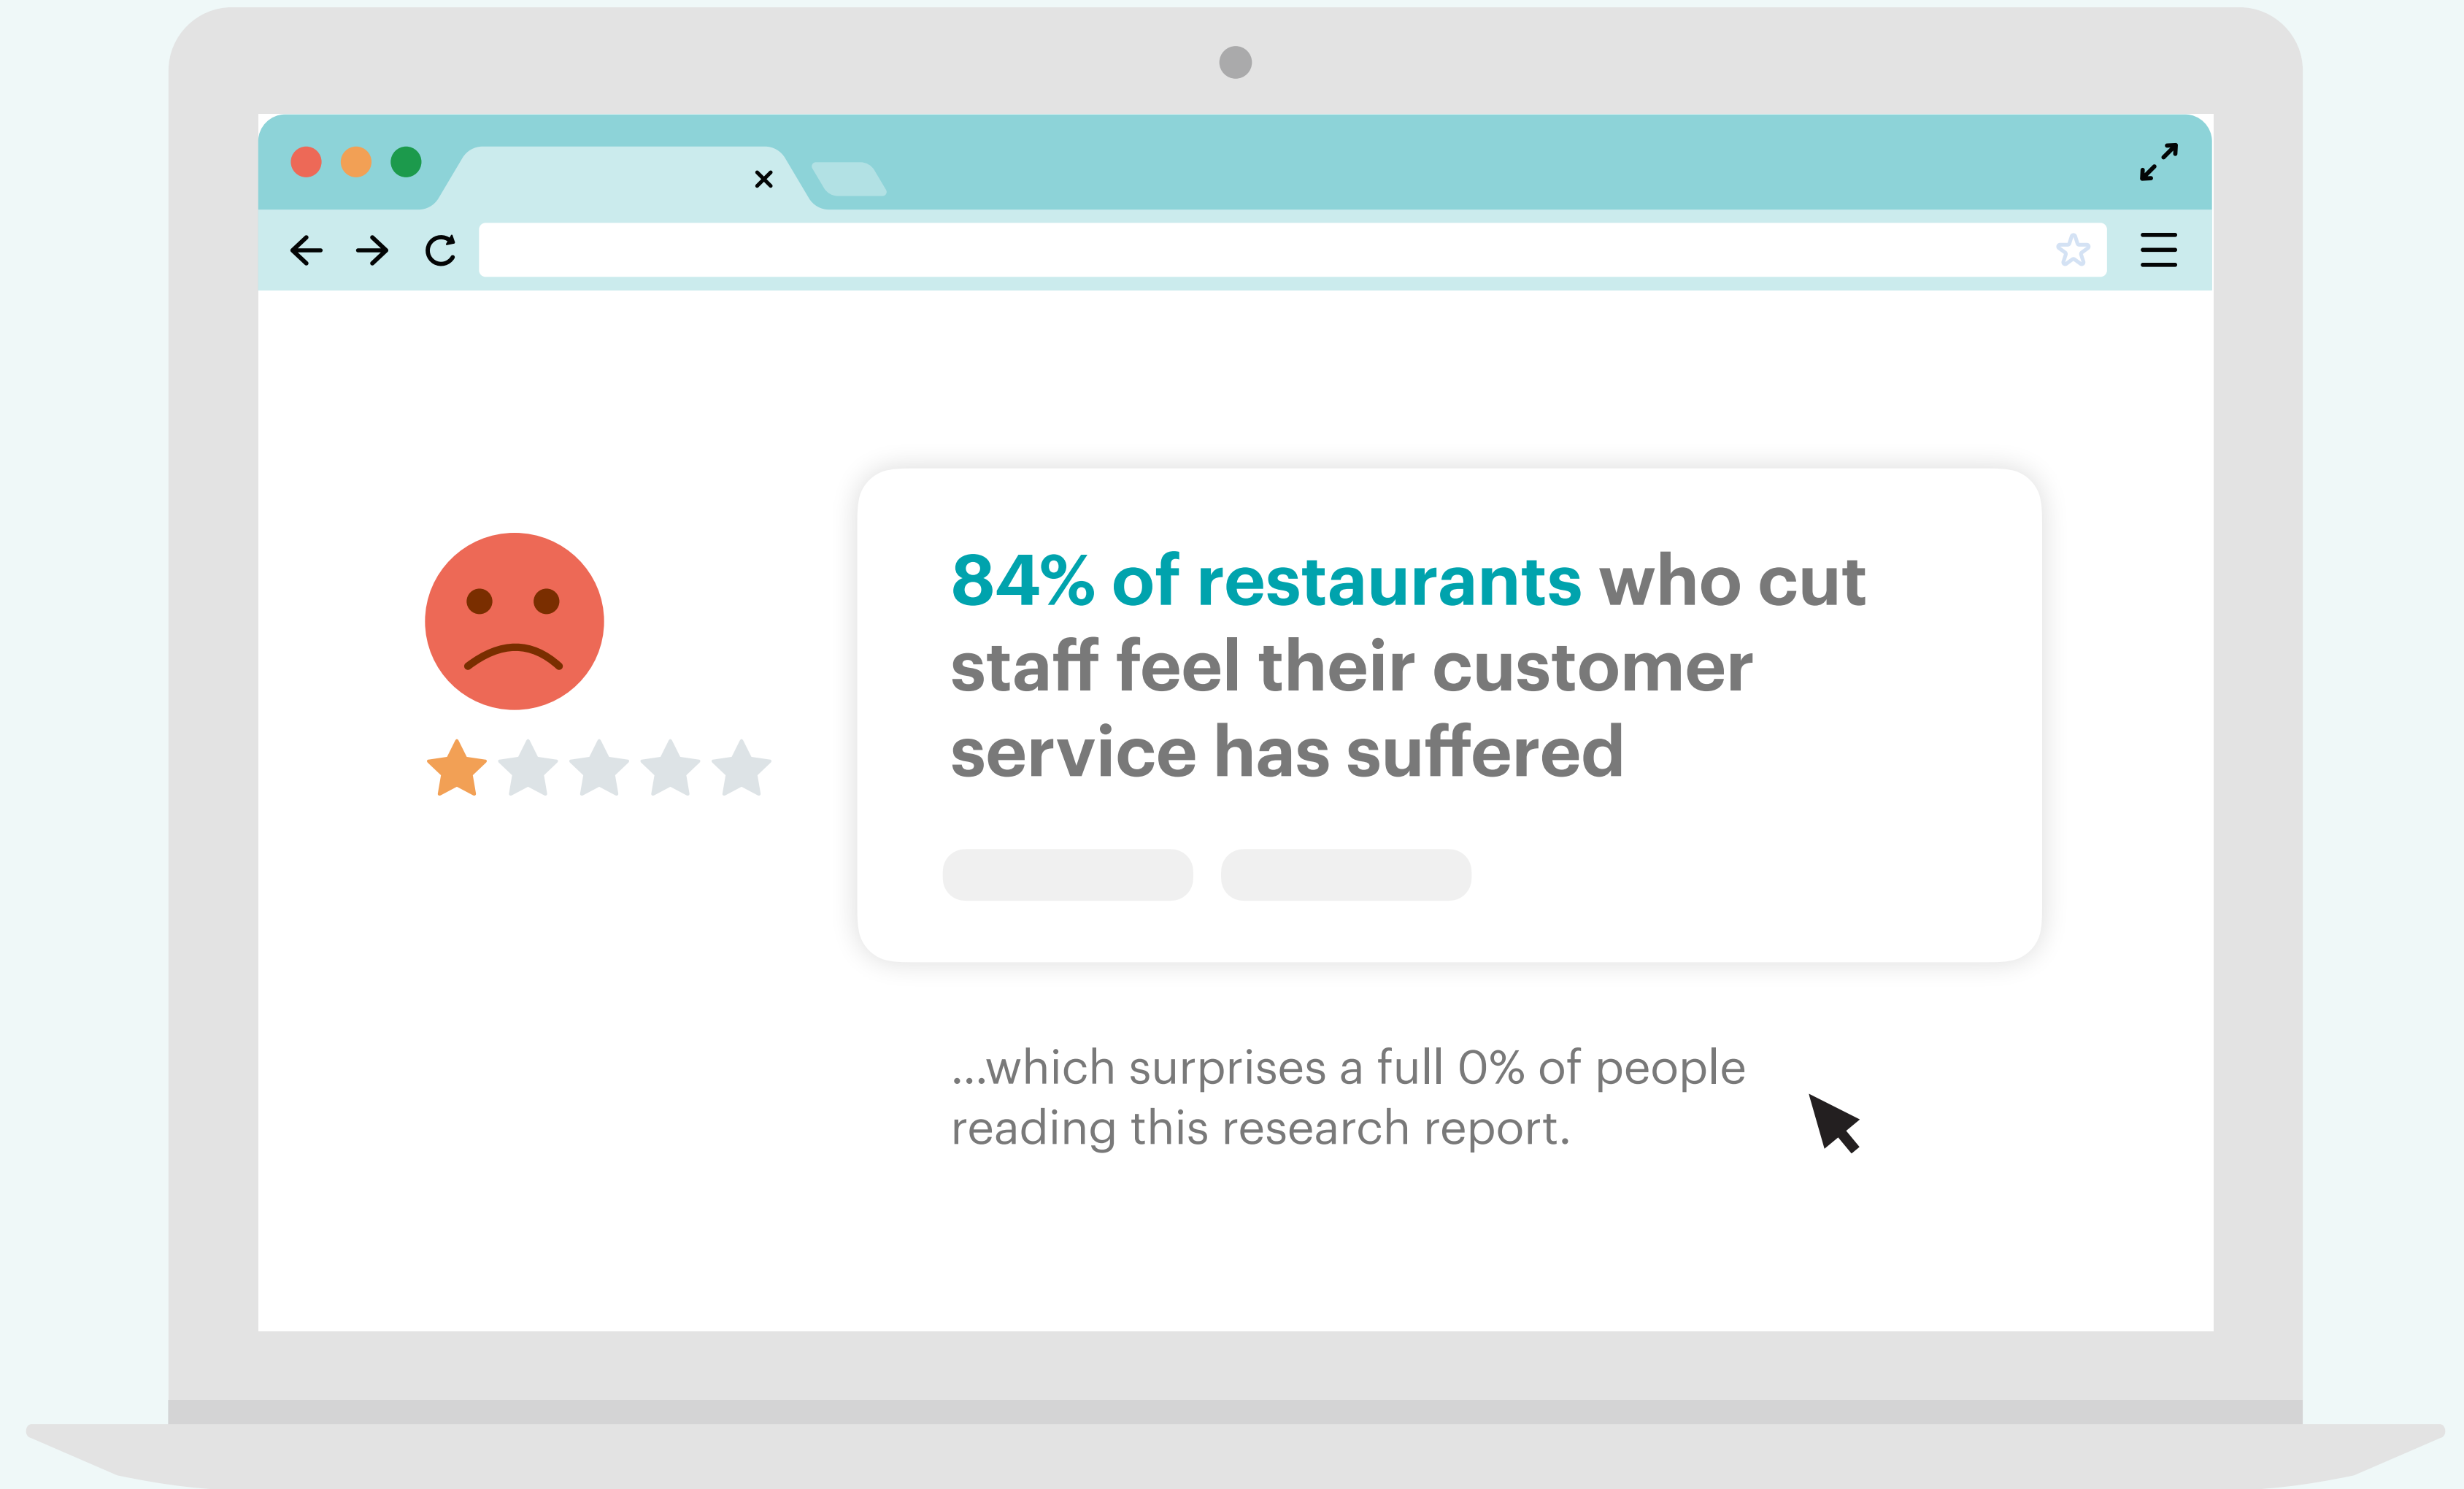 84% of restaurants who cut
staff feel their customer
service has suffered
...which surprises a full 0% of people
reading this research report.